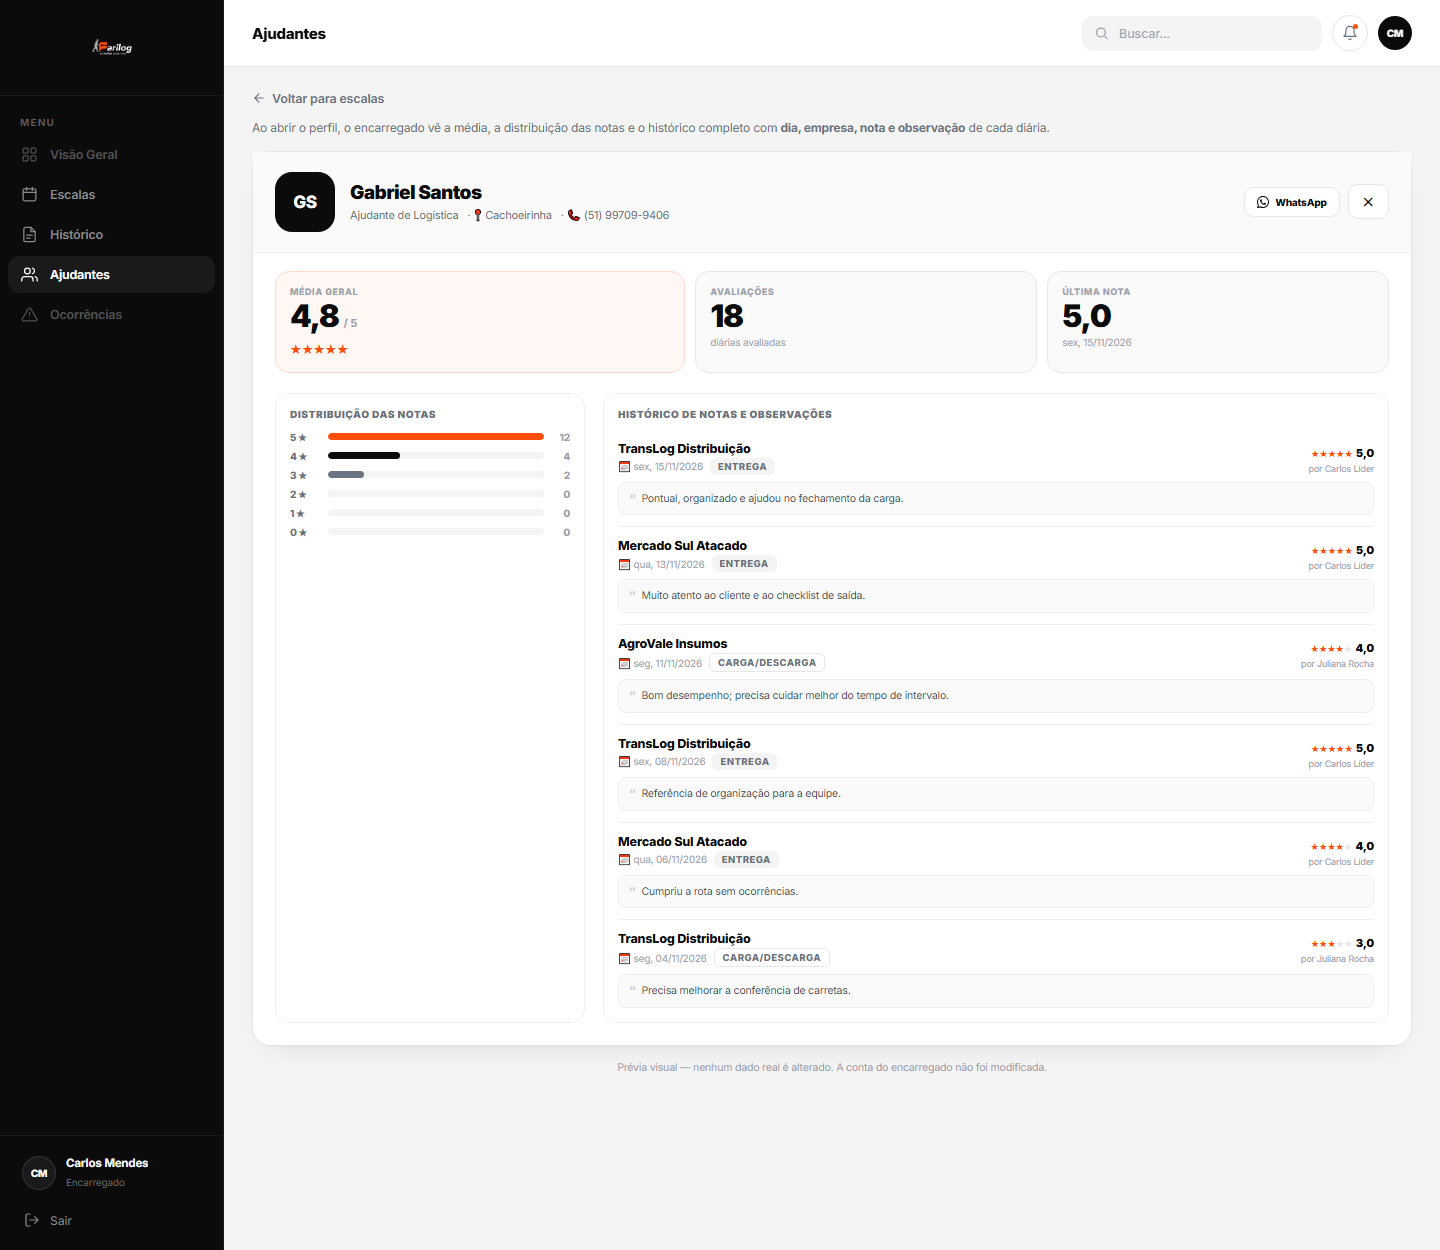 Farilog
MENU
Visão Geral
Escalas
Histórico
Ajudantes
Ocorrências
CM
Carlos Mendes
Encarregado
Sair
Ajudantes
Buscar...
CM
Voltar para escalas
Ao abrir o perfil, o encarregado vê a média, a distribuição das notas e o histórico completo com dia, empresa, nota e observação de cada diária.
GS
Gabriel Santos
Ajudante de Logística · 📍 Cachoeirinha · 📞 (51) 99709-9406
WhatsApp
MÉDIA GERAL
4,8 / 5
★★★★★
AVALIAÇÕES
18
diárias avaliadas
ÚLTIMA NOTA
5,0
sex, 15/11/2026
DISTRIBUIÇÃO DAS NOTAS
5 ★ 12
4 ★ 4
3 ★ 2
2 ★ 0
1 ★ 0
0 ★ 0
HISTÓRICO DE NOTAS E OBSERVAÇÕES
TransLog Distribuição
★★★★★ 5,0
sex, 15/11/2026 ENTREGA
por Carlos Líder
“ Pontual, organizado e ajudou no fechamento da carga.
Mercado Sul Atacado
★★★★★ 5,0
qua, 13/11/2026 ENTREGA
por Carlos Líder
“ Muito atento ao cliente e ao checklist de saída.
AgroVale Insumos
★★★★★ 4,0
seg, 11/11/2026 CARGA/DESCARGA
por Juliana Rocha
“ Bom desempenho; precisa cuidar melhor do tempo de intervalo.
TransLog Distribuição
★★★★★ 5,0
sex, 08/11/2026 ENTREGA
por Carlos Líder
“ Referência de organização para a equipe.
Mercado Sul Atacado
★★★★★ 4,0
qua, 06/11/2026 ENTREGA
por Carlos Líder
“ Cumpriu a rota sem ocorrências.
TransLog Distribuição
★★★★★ 3,0
seg, 04/11/2026 CARGA/DESCARGA
por Juliana Rocha
“ Precisa melhorar a conferência de carretas.
Prévia visual — nenhum dado real é alterado. A conta do encarregado não foi modificada.